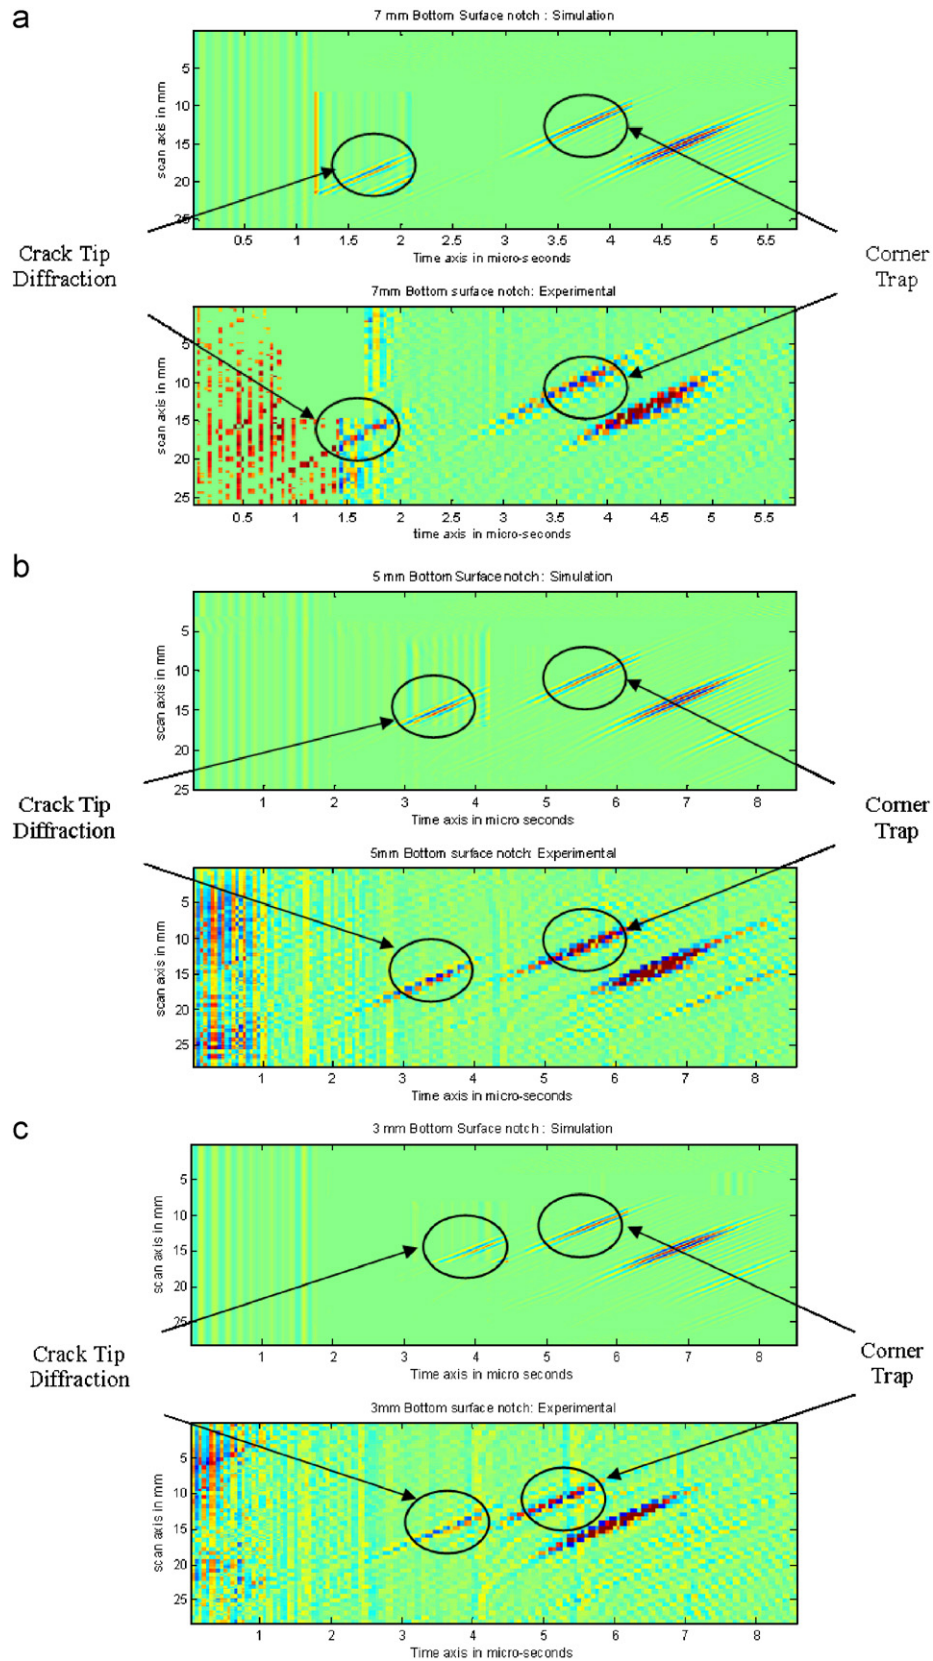 a
7 mm Bottom Surface notch : Simulation
5
10
15
20
25
scan axis in mm
0.5 1 1.5 2 2.5 3 3.5 4 4.5 5 5.5
Time axis in micro-seconds
Crack Tip
Diffraction
Corner
Trap
7mm Bottom surface notch: Experimental
5
10
15
20
25
scan axis in mm
0.5 1 1.5 2 2.5 3 3.5 4 4.5 5 5.5
time axis in micro-seconds
b
5 mm Bottom Surface notch : Simulation
5
10
15
20
25
scan axis in mm
1 2 3 4 5 6 7 8
Time axis in micro seconds
Crack Tip
Diffraction
Corner
Trap
5mm Bottom surface notch: Experimental
5
10
15
20
25
scan axis in mm
1 2 3 4 5 6 7 8
Time axis in micro-seconds
c
3 mm Bottom Surface notch : Simulation
5
10
15
20
25
scan axis in mm
1 2 3 4 5 6 7 8
Time axis in micro seconds
Crack Tip
Diffraction
Corner
Trap
3mm Bottom surface notch: Experimental
5
10
15
20
25
scan axis in mm
1 2 3 4 5 6 7 8
Time axis in micro-seconds